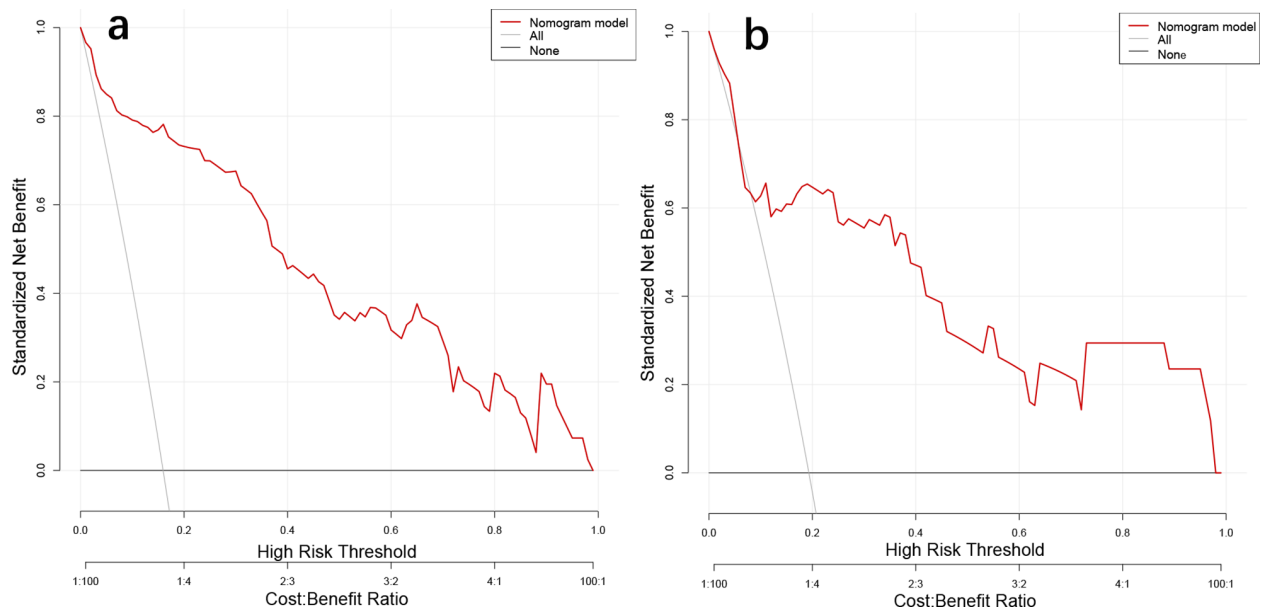 a
Nomogram model
All
None
Standardized Net Benefit
1.0
0.8
0.6
0.4
0.2
0.0
0.0 0.2 0.4 0.6 0.8 1.0
High Risk Threshold
1:100 1:4 2:3 3:2 4:1 100:1
Cost:Benefit Ratio
b
Nomogram model
All
None
Standardized Net Benefit
1.0
0.8
0.6
0.4
0.2
0.0
0.0 0.2 0.4 0.6 0.8 1.0
High Risk Threshold
1:100 1:4 2:3 3:2 4:1 100:1
Cost:Benefit Ratio